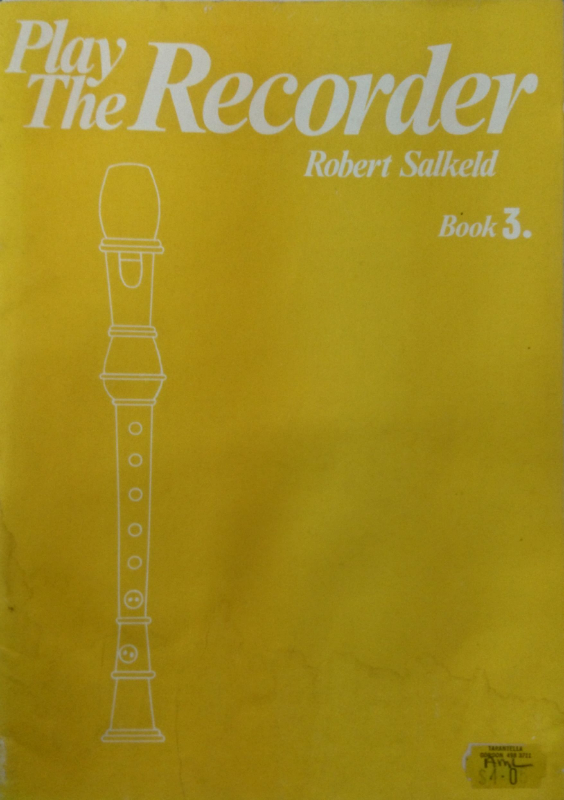 Play
The Recorder
Robert Salkeld
Book 3.
TARANTELLA